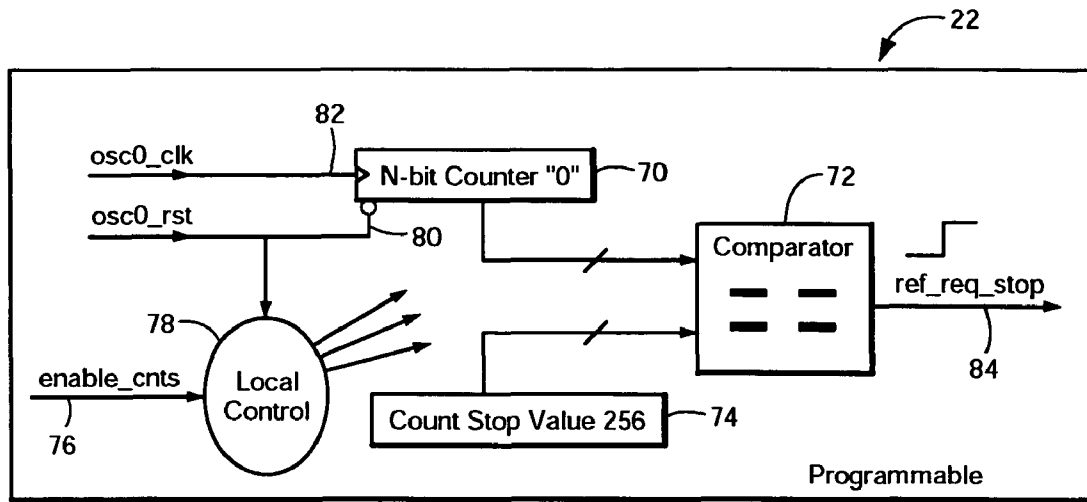 22
82
osc0_clk
N-bit Counter "0"
70
72
osc0_rst
80
Comparator
ref_req_stop
78
84
enable_cnts
Local
Control
76
Count Stop Value 256
74
Programmable